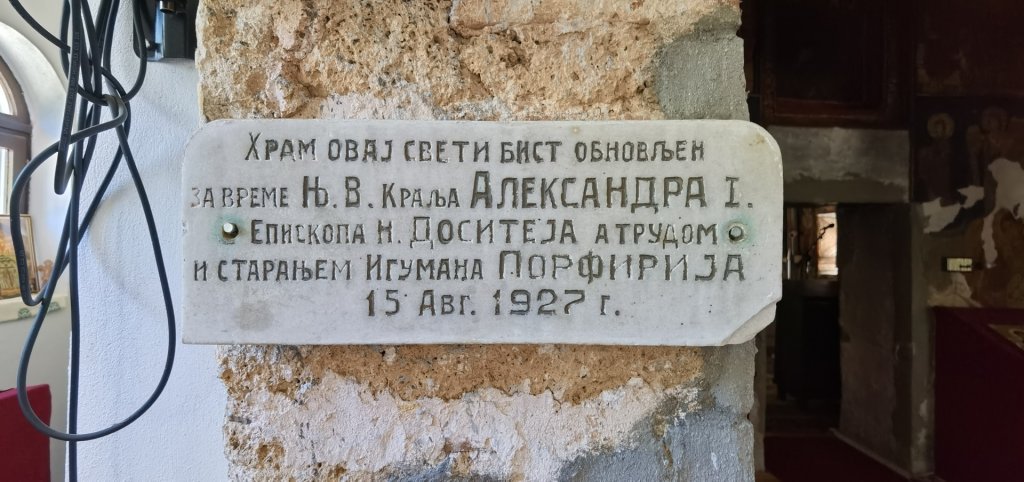 Храм овај свети бист обновљен
за време Њ. В. Краља Александра I.
Епископа н. Доситеја а трудом
и старањем Игумана Порфирија
15 Авг. 1927 г.